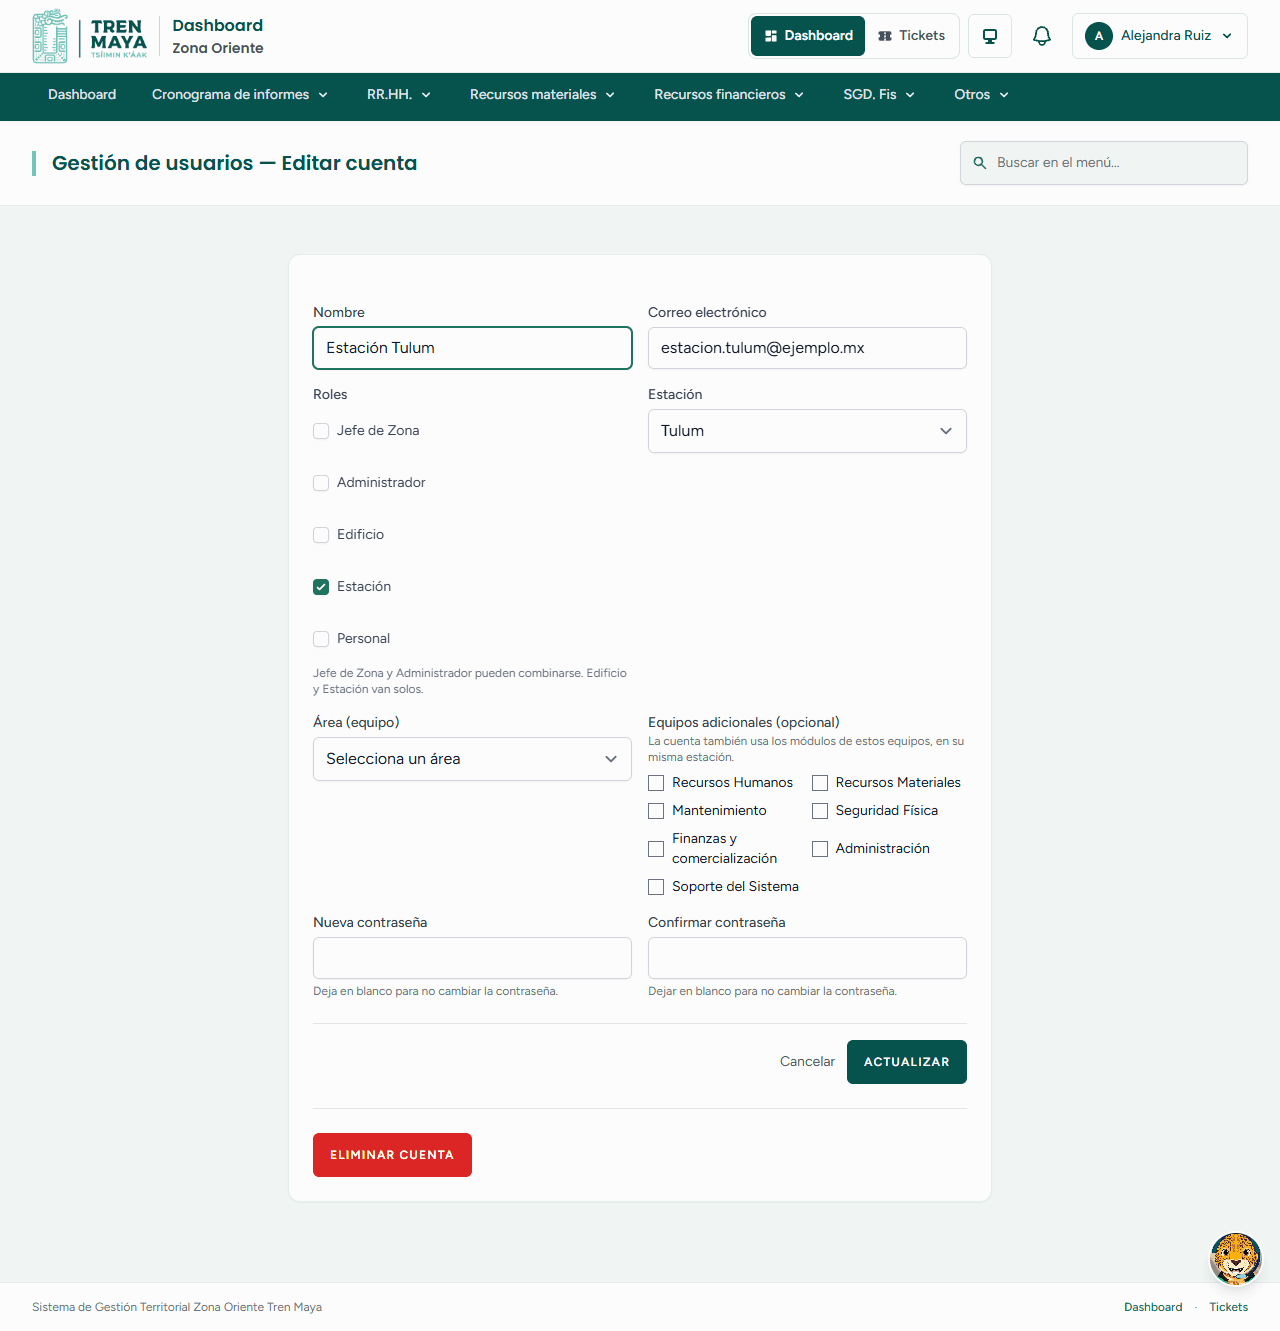 TREN MAYA TSÍIMIN K'ÁAK
Dashboard
Zona Oriente
Dashboard
Tickets
A
Alejandra Ruiz
Dashboard
Cronograma de informes
RR.HH.
Recursos materiales
Recursos financieros
SGD. Fis
Otros
Gestión de usuarios — Editar cuenta
Buscar en el menú...
Nombre
Correo electrónico
Estación Tulum
estacion.tulum@ejemplo.mx
Roles
Estación
Jefe de Zona
Tulum
Administrador
Edificio
Estación
Personal
Jefe de Zona y Administrador pueden combinarse. Edificio
y Estación van solos.
Área (equipo)
Equipos adicionales (opcional)
La cuenta también usa los módulos de estos equipos, en su
misma estación.
Selecciona un área
Recursos Humanos
Recursos Materiales
Mantenimiento
Seguridad Física
Finanzas y
comercialización
Administración
Soporte del Sistema
Nueva contraseña
Confirmar contraseña
Deja en blanco para no cambiar la contraseña.
Dejar en blanco para no cambiar la contraseña.
Cancelar
ACTUALIZAR
ELIMINAR CUENTA
Sistema de Gestión Territorial Zona Oriente Tren Maya
Dashboard · Tickets